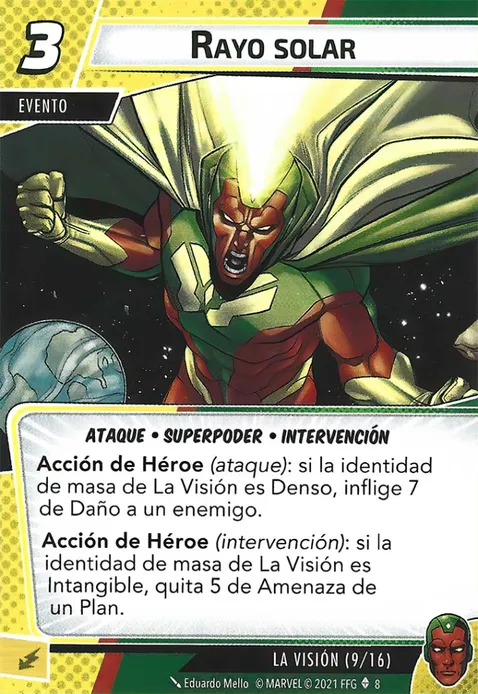 3
RAYO SOLAR
EVENTO
ATAQUE • SUPERPODER • INTERVENCIÓN
Acción de Héroe (ataque): si la identidad
de masa de La Visión es Denso, inflige 7
de Daño a un enemigo.
Acción de Héroe (intervención): si la
identidad de masa de La Visión es
Intangible, quita 5 de Amenaza de
un Plan.
LA VISIÓN (9/16)
Eduardo Mello © MARVEL © 2021 FFG 8